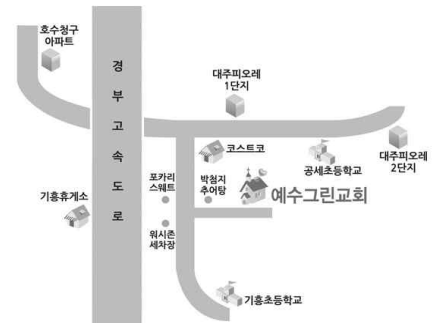 호수청구
아파트
경
부
고
속
도
로
대주피오레
1단지
코스트코
공세초등학교
대주피오레
2단지
포카리
스웨트
박첨지
추어탕
예수그린교회
기흥휴게소
워시존
세차장
기흥초등학교